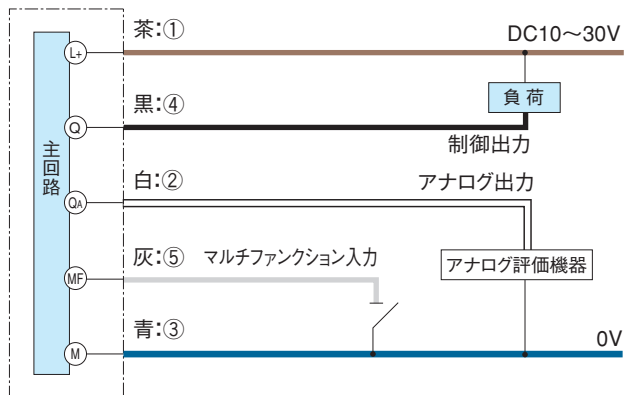 茶:①
DC10～30V
L+
負荷
黒:④
Q
制御出力
主回路
白:②
アナログ出力
QA
灰:⑤ マルチファンクション入力
アナログ評価機器
MF
青:③
0V
M